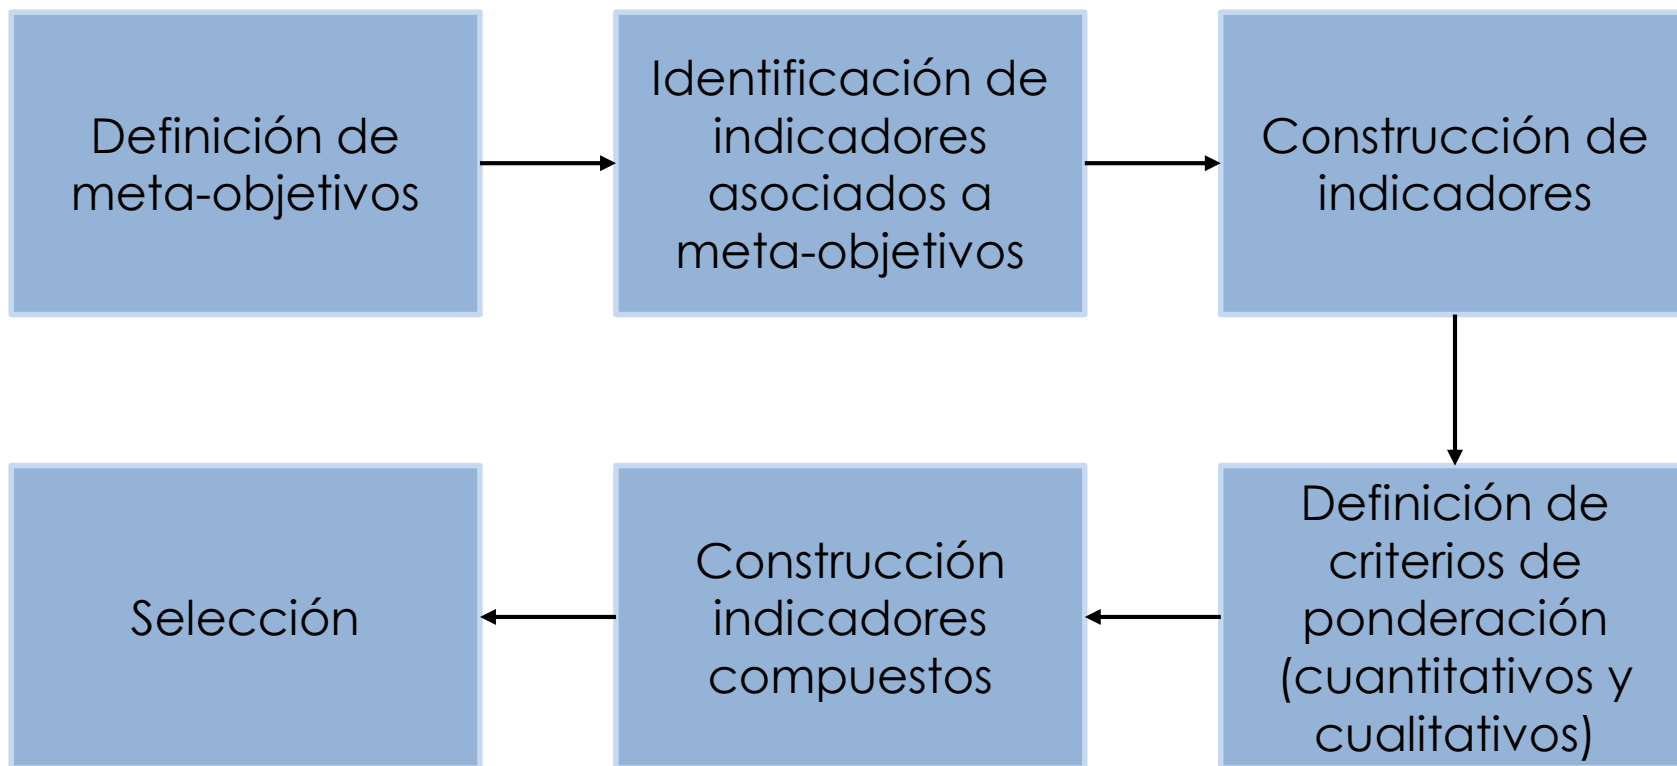 Definición de
meta-objetivos
Identificación de
indicadores
asociados a
meta-objetivos
Construcción de
indicadores
Definición de
criterios de
ponderación
(cuantitativos y
cualitativos)
Construcción
indicadores
compuestos
Selección